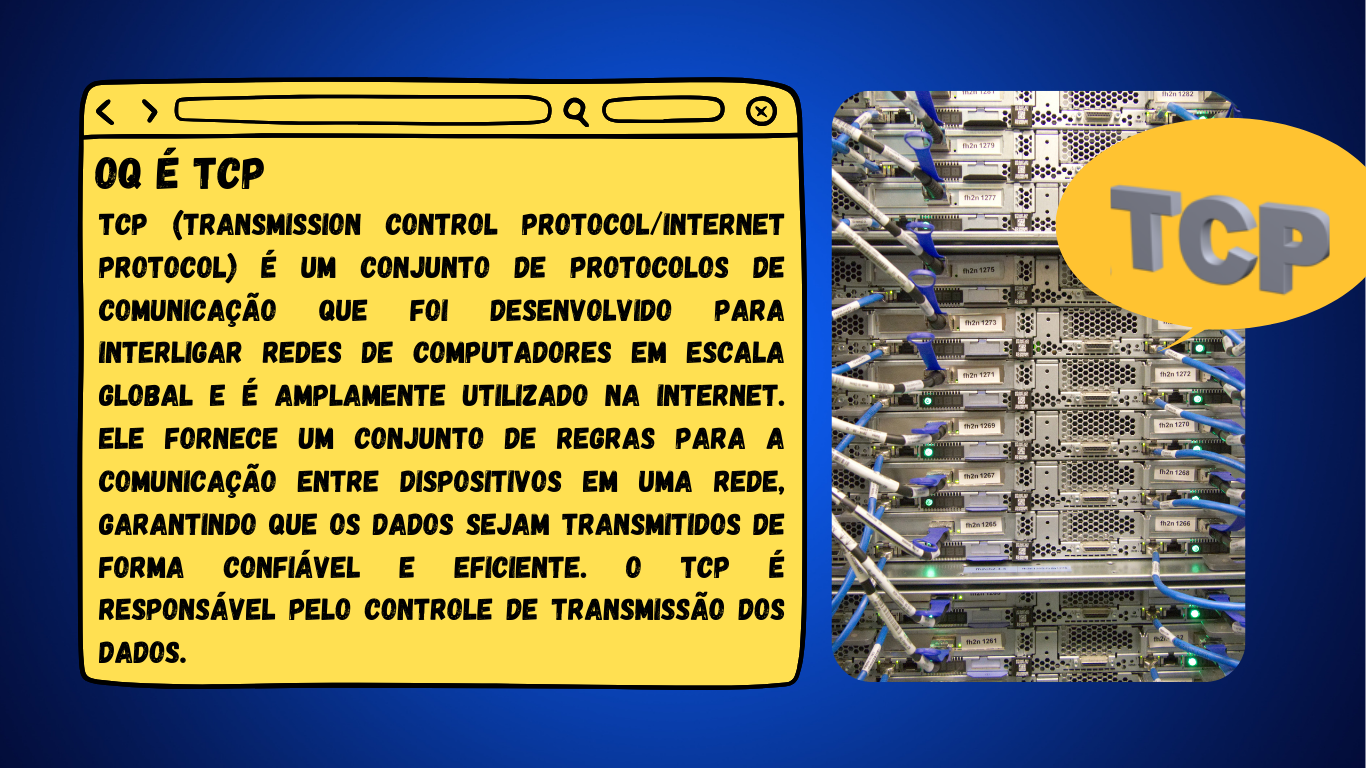 OQ É TCP
TCP (TRANSMISSION CONTROL PROTOCOL/INTERNET
PROTOCOL) É UM CONJUNTO DE PROTOCOLOS DE
COMUNICAÇÃO QUE FOI DESENVOLVIDO PARA
INTERLIGAR REDES DE COMPUTADORES EM ESCALA
GLOBAL E É AMPLAMENTE UTILIZADO NA INTERNET.
ELE FORNECE UM CONJUNTO DE REGRAS PARA A
COMUNICAÇÃO ENTRE DISPOSITIVOS EM UMA REDE,
GARANTINDO QUE OS DADOS SEJAM TRANSMITIDOS DE
FORMA CONFIÁVEL E EFICIENTE. O TCP É
RESPONSÁVEL PELO CONTROLE DE TRANSMISSÃO DOS
DADOS.
TCP
fh2n 1279
fh2n 1277
fh2n 1275
fh2n 1273
fh2n 1271
fh2n 1272
fh2n 1269
fh2n 1270
fh2n 1267
fh2n 1268
fh2n 1265
fh2n 1266
fh2n 1261